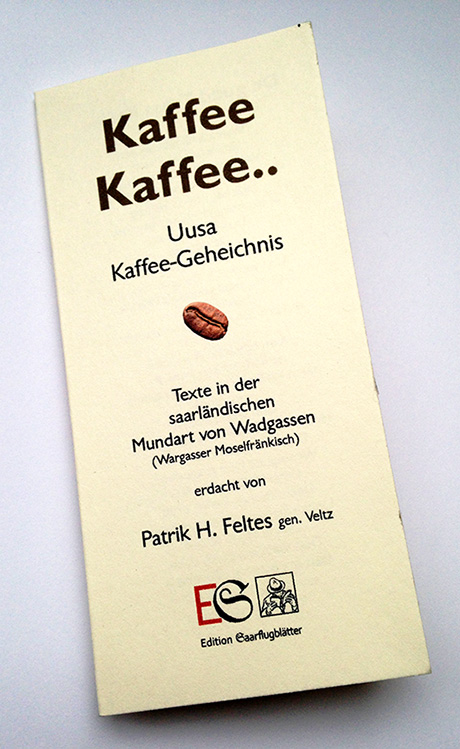 Kaffee
Kaffee..
Uusa
Kaffee-Geheichnis
Texte in der
saarländischen
Mundart von Wadgassen
(Wargasser Moselfränkisch)
erdacht von
Patrik H. Feltes gen. Veltz
ES
Edition Saarflugblätter